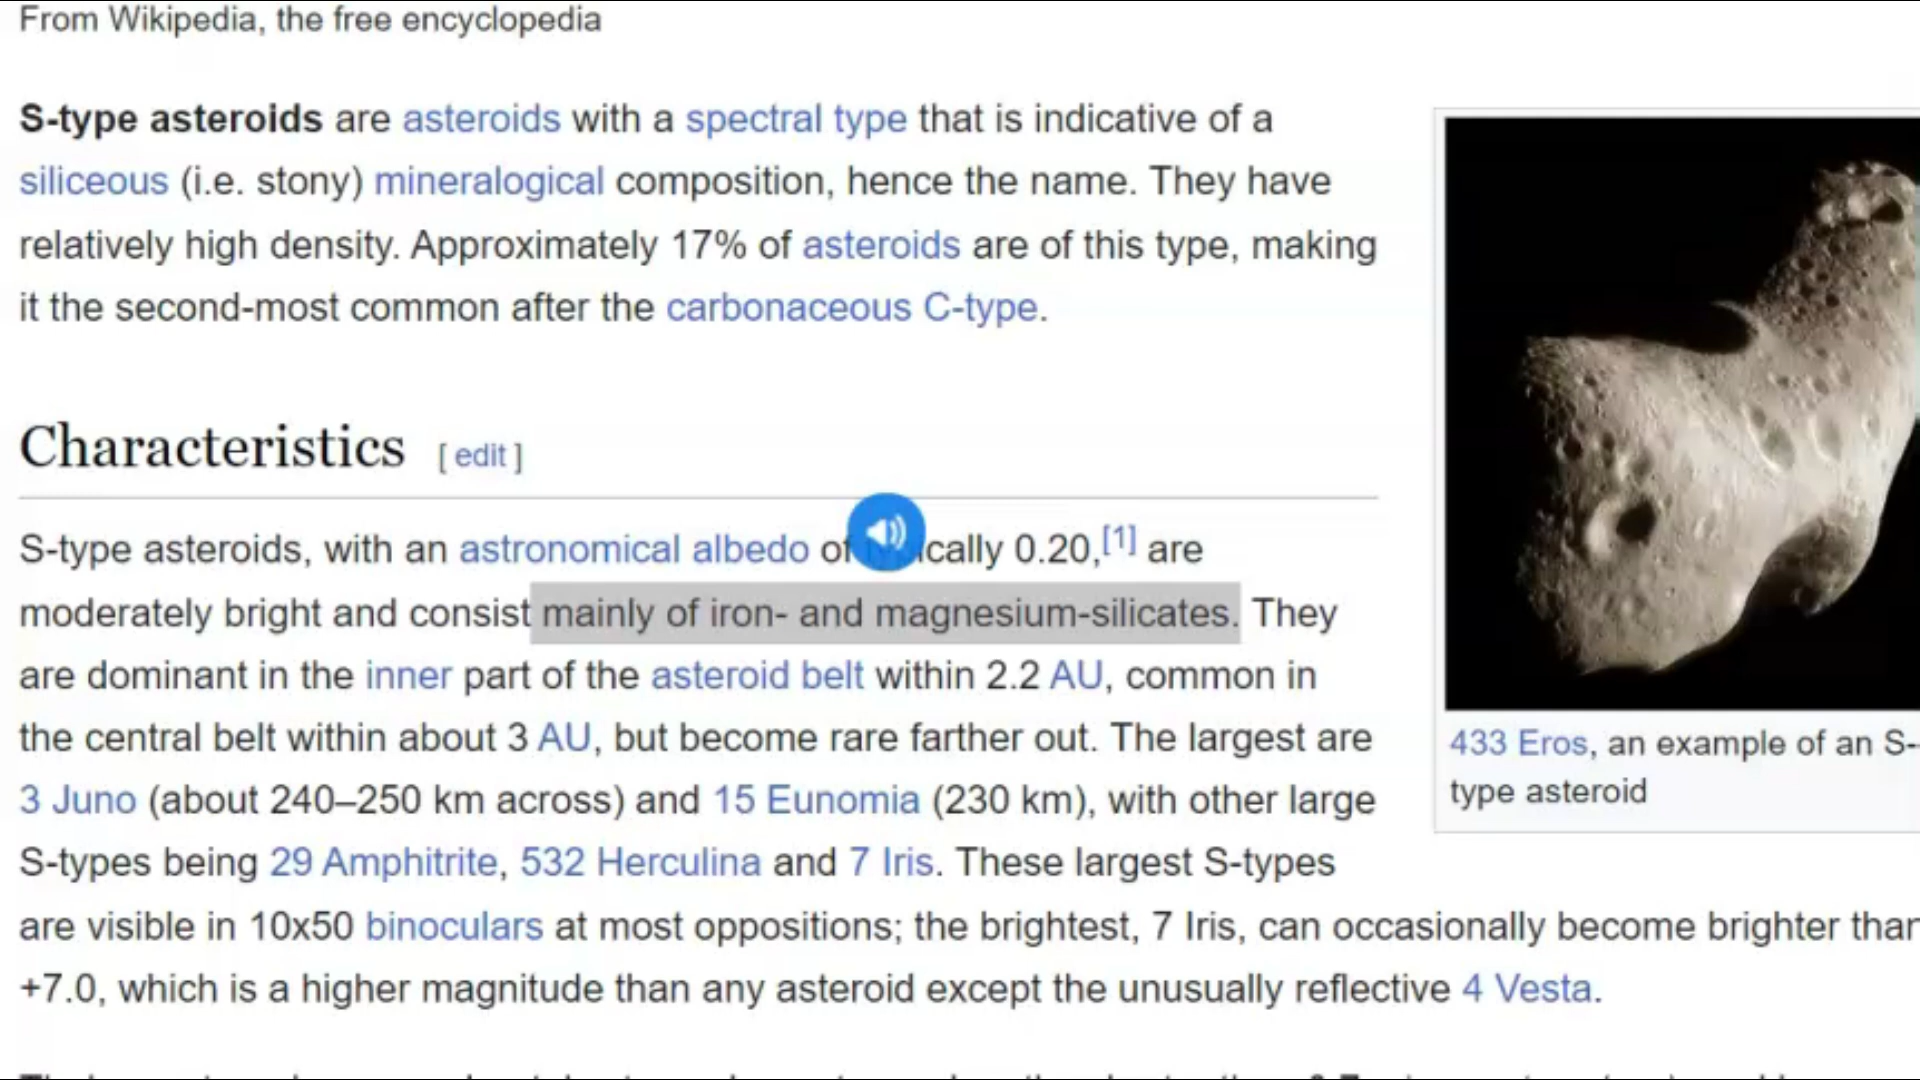 From Wikipedia, the free encyclopedia
S-type asteroids are asteroids with a spectral type that is indicative of a
siliceous (i.e. stony) mineralogical composition, hence the name. They have
relatively high density. Approximately 17% of asteroids are of this type, making
it the second-most common after the carbonaceous C-type.
Characteristics [ edit ]
S-type asteroids, with an astronomical albedo of 0.20,[1] are
moderately bright and consist mainly of iron- and magnesium-silicates. They
are dominant in the inner part of the asteroid belt within 2.2 AU, common in
the central belt within about 3 AU, but become rare farther out. The largest are
3 Juno (about 240–250 km across) and 15 Eunomia (230 km), with other large
S-types being 29 Amphitrite, 532 Herculina and 7 Iris. These largest S-types
are visible in 10x50 binoculars at most oppositions; the brightest, 7 Iris, can occasionally become brighter than
+7.0, which is a higher magnitude than any asteroid except the unusually reflective 4 Vesta.
433 Eros, an example of an S-
type asteroid